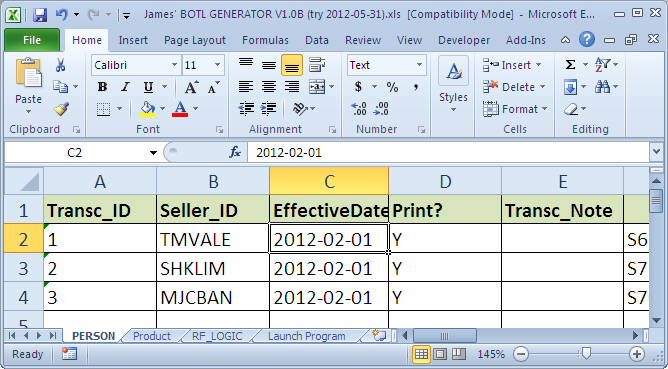 James' BOTL GENERATOR V1.0B (try 2012-05-31).xls [Compatibility Mode] - Microsoft E...
File Home Insert Page Layout Formulas Data Review View Developer Add-Ins Team
Calibri 11 Text Insert
Paste B I U A A $ % , Styles Delete
A .00 .0 Format
Clipboard Font Alignment Number Cells Editing
C2 fx 2012-02-01
A B C D E
1 Transc_ID Seller_ID EffectiveDate Print? Transc_Note
2 1 TMVALE 2012-02-01 Y S6
3 2 SHKLIM 2012-02-01 Y S7
4 3 MJCBAN 2012-02-01 Y S7
5
PERSON Product RF_LOGIC Launch Program
Ready 145%